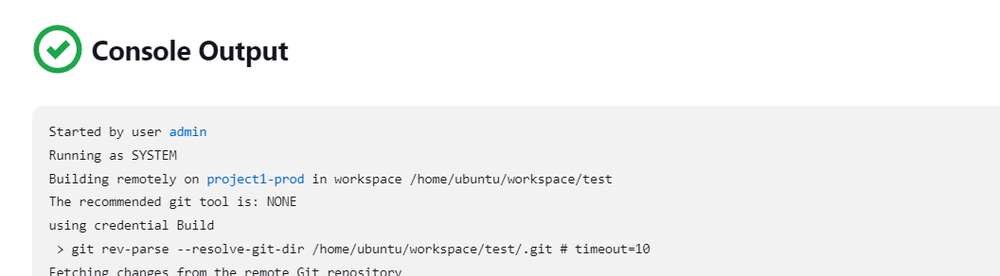 Console Output
Started by user admin
Running as SYSTEM
Building remotely on project1-prod in workspace /home/ubuntu/workspace/test
The recommended git tool is: NONE
using credential Build
 > git rev-parse --resolve-git-dir /home/ubuntu/workspace/test/.git # timeout=10
Fetching changes from the remote Git repository